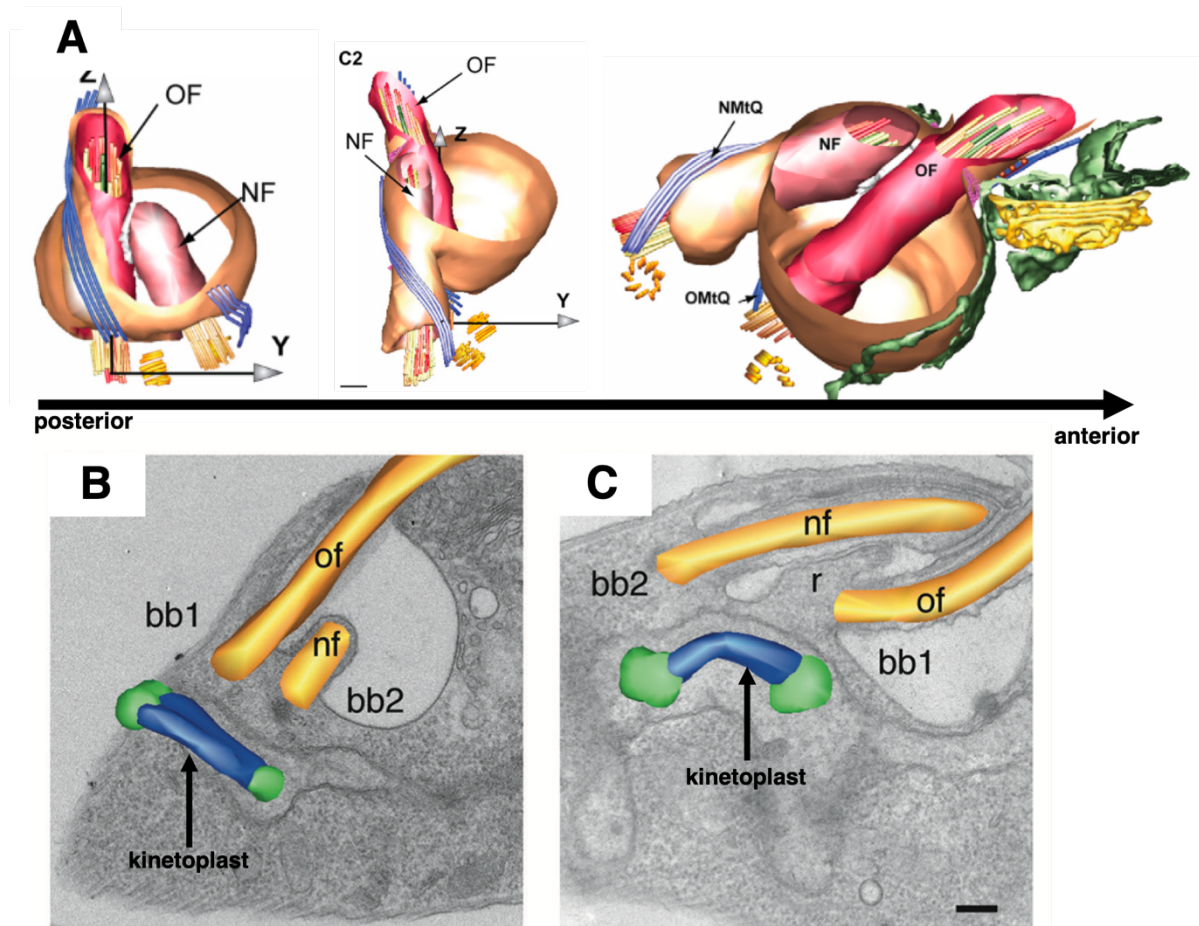 A
Z
OF
NF
Y
C2
OF
NF
Z
Y
NMtQ
NF
OF
OMtQ
posterior
anterior
B
of
bb1
nf
bb2
kinetoplast
C
nf
bb2
r
of
bb1
kinetoplast